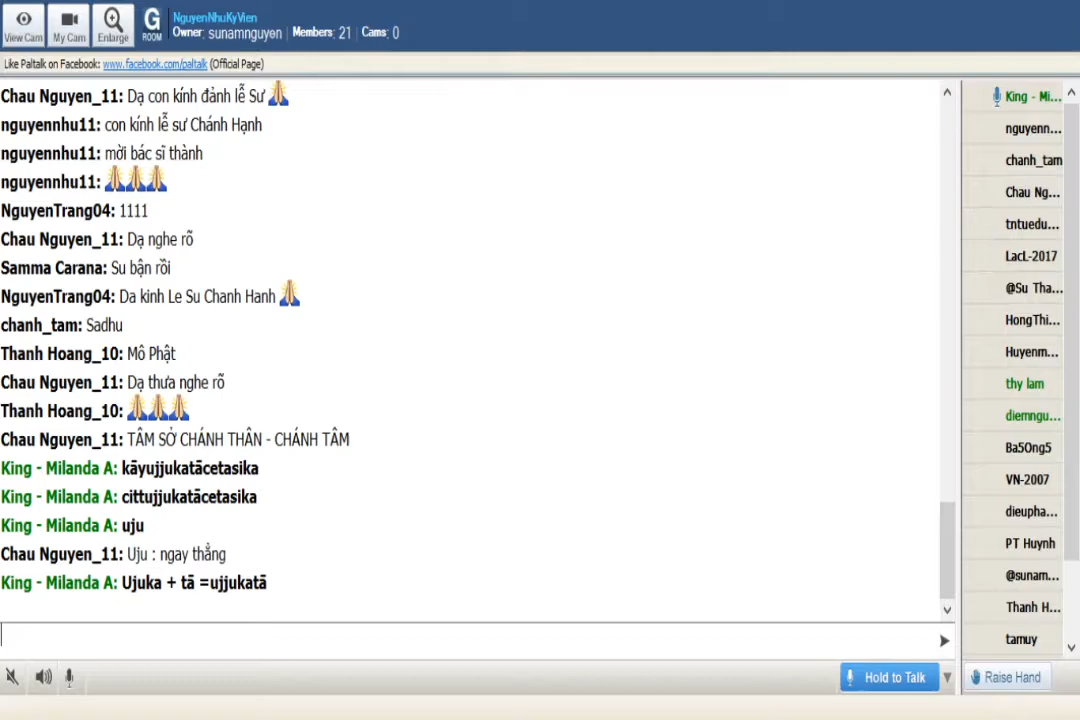 View Cam
My Cam
Enlarge
G
ROOM
NguyenNhuKyVien
Owner: sunamnguyen | Members: 21 | Cams: 0
Like Paltalk on Facebook: www.facebook.com/paltalk (Official Page)
Chau Nguyen_11: Dạ con kính đảnh lễ Sư
nguyennhu11: con kính lễ sư Chánh Hạnh
nguyennhu11: mời bác sĩ thành
nguyennhu11:
NguyenTrang04: 1111
Chau Nguyen_11: Dạ nghe rõ
Samma Carana: Su bận rồi
NguyenTrang04: Da kinh Le Su Chanh Hanh
chanh_tam: Sadhu
Thanh Hoang_10: Mô Phật
Chau Nguyen_11: Dạ thưa nghe rõ
Thanh Hoang_10:
Chau Nguyen_11: TÂM SỞ CHÁNH THÂN - CHÁNH TÂM
King - Milanda A: kāyujjukatācetasika
King - Milanda A: cittujjukatācetasika
King - Milanda A: uju
Chau Nguyen_11: Uju : ngay thẳng
King - Milanda A: Ujuka + tā =ujjukatā
King - Mi...
nguyenn...
chanh_tam
Chau Ng...
tntuedu...
LacL-2017
@Su Tha...
HongThi...
Huyenm...
thy lam
diemngu...
Ba5Ong5
VN-2007
dieupha...
PT Huynh
@sunam...
Thanh H...
tamuy
Hold to Talk
Raise Hand